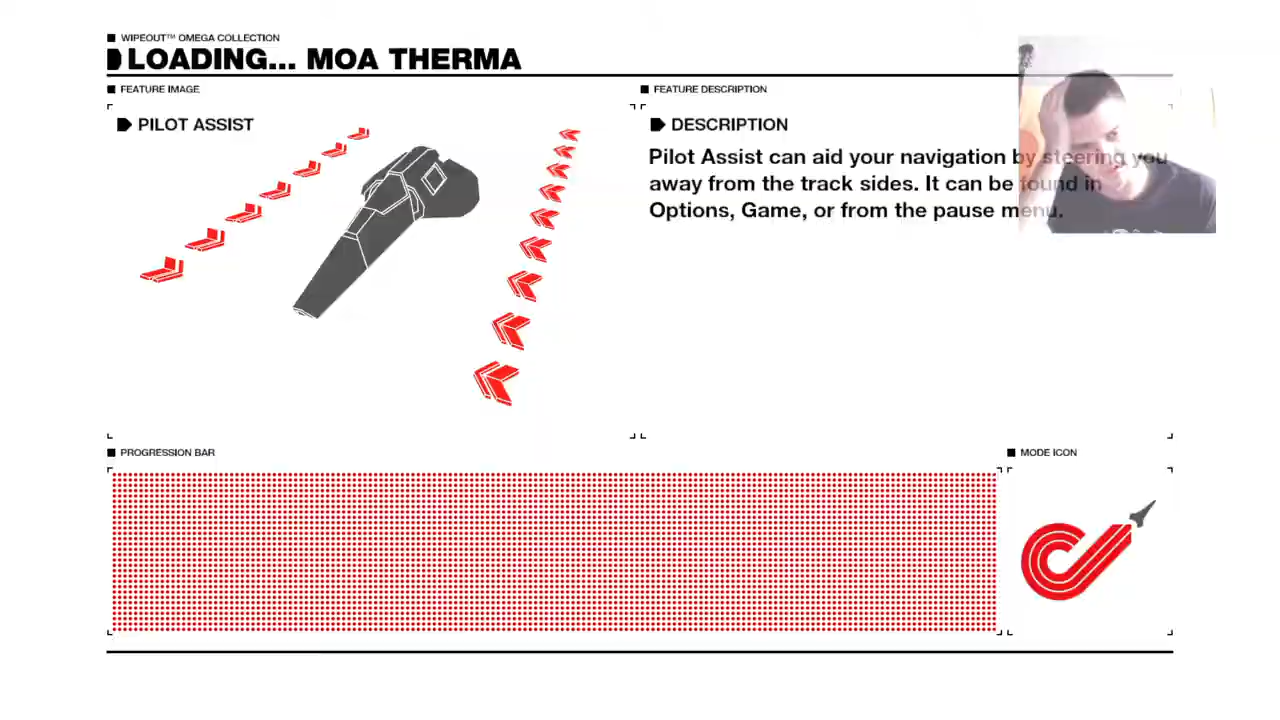 WIPEOUT™ OMEGA COLLECTION
LOADING... MOA THERMA
FEATURE IMAGE
PILOT ASSIST
FEATURE DESCRIPTION
DESCRIPTION
Pilot Assist can aid your navigation by steering you
away from the track sides. It can be found in
Options, Game, or from the pause menu.
PROGRESSION BAR
MODE ICON